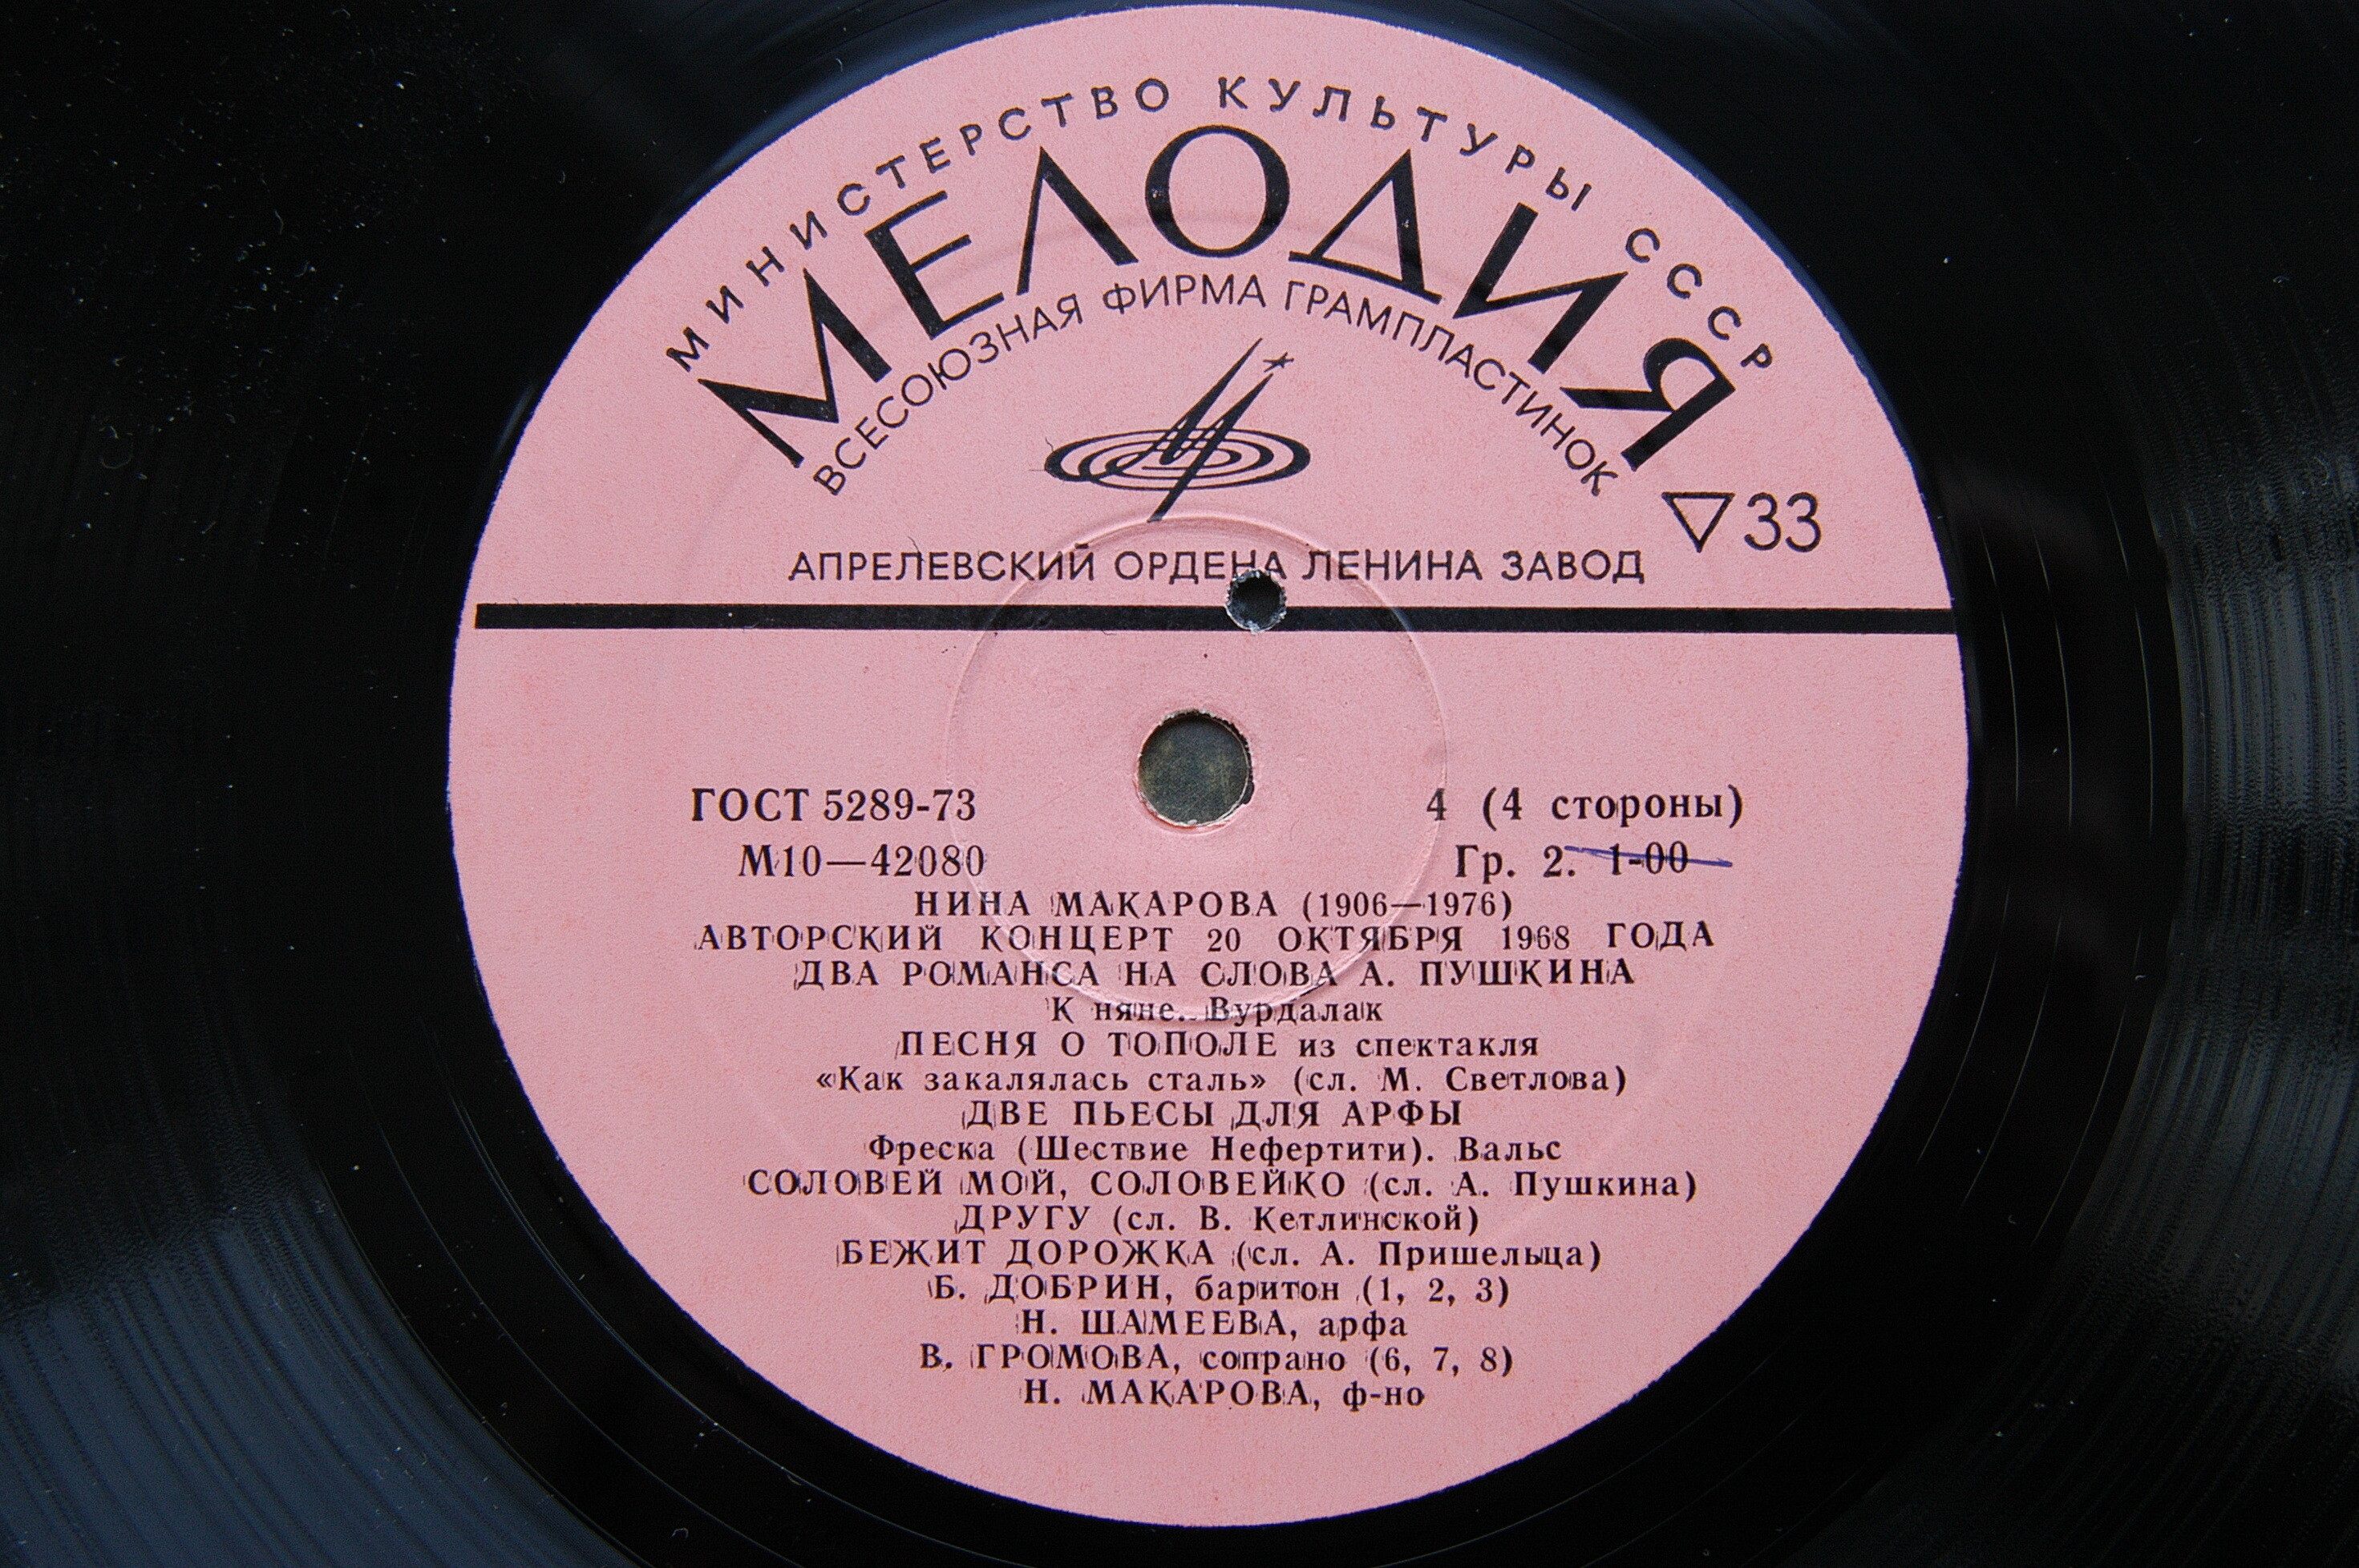 МИНИСТЕРСТВО КУЛЬТУРЫ СССР
МЕЛОДИЯ
ВСЕСОЮЗНАЯ ФИРМА ГРАМПЛАСТИНОК
33
АПРЕЛЕВСКИЙ ОРДЕНА ЛЕНИНА ЗАВОД
ГОСТ 5289-73 4 (4 стороны)
М10—42080 Гр. 2. 1-00
НИНА МАКАРОВА (1906—1976)
АВТОРСКИЙ КОНЦЕРТ 20 ОКТЯБРЯ 1968 ГОДА
ДВА РОМАНСА НА СЛОВА А. ПУШКИНА
К няне. Вурдалак
ПЕСНЯ О ТОПОЛЕ из спектакля
«Как закалялась сталь» (сл. М. Светлова)
ДВЕ ПЬЕСЫ ДЛЯ АРФЫ
Фреска (Шествие Нефертити). Вальс
СОЛОВЕЙ МОЙ, СОЛОВЕЙКО (сл. А. Пушкина)
ДРУГУ (сл. В. Кетлинской)
БЕЖИТ ДОРОЖКА (сл. А. Пришельца)
Б. ДОБРИН, баритон (1, 2, 3)
Н. ШАМЕЕВА, арфа
В. ГРОМОВА, сопрано (6, 7, 8)
Н. МАКАРОВА, ф-но